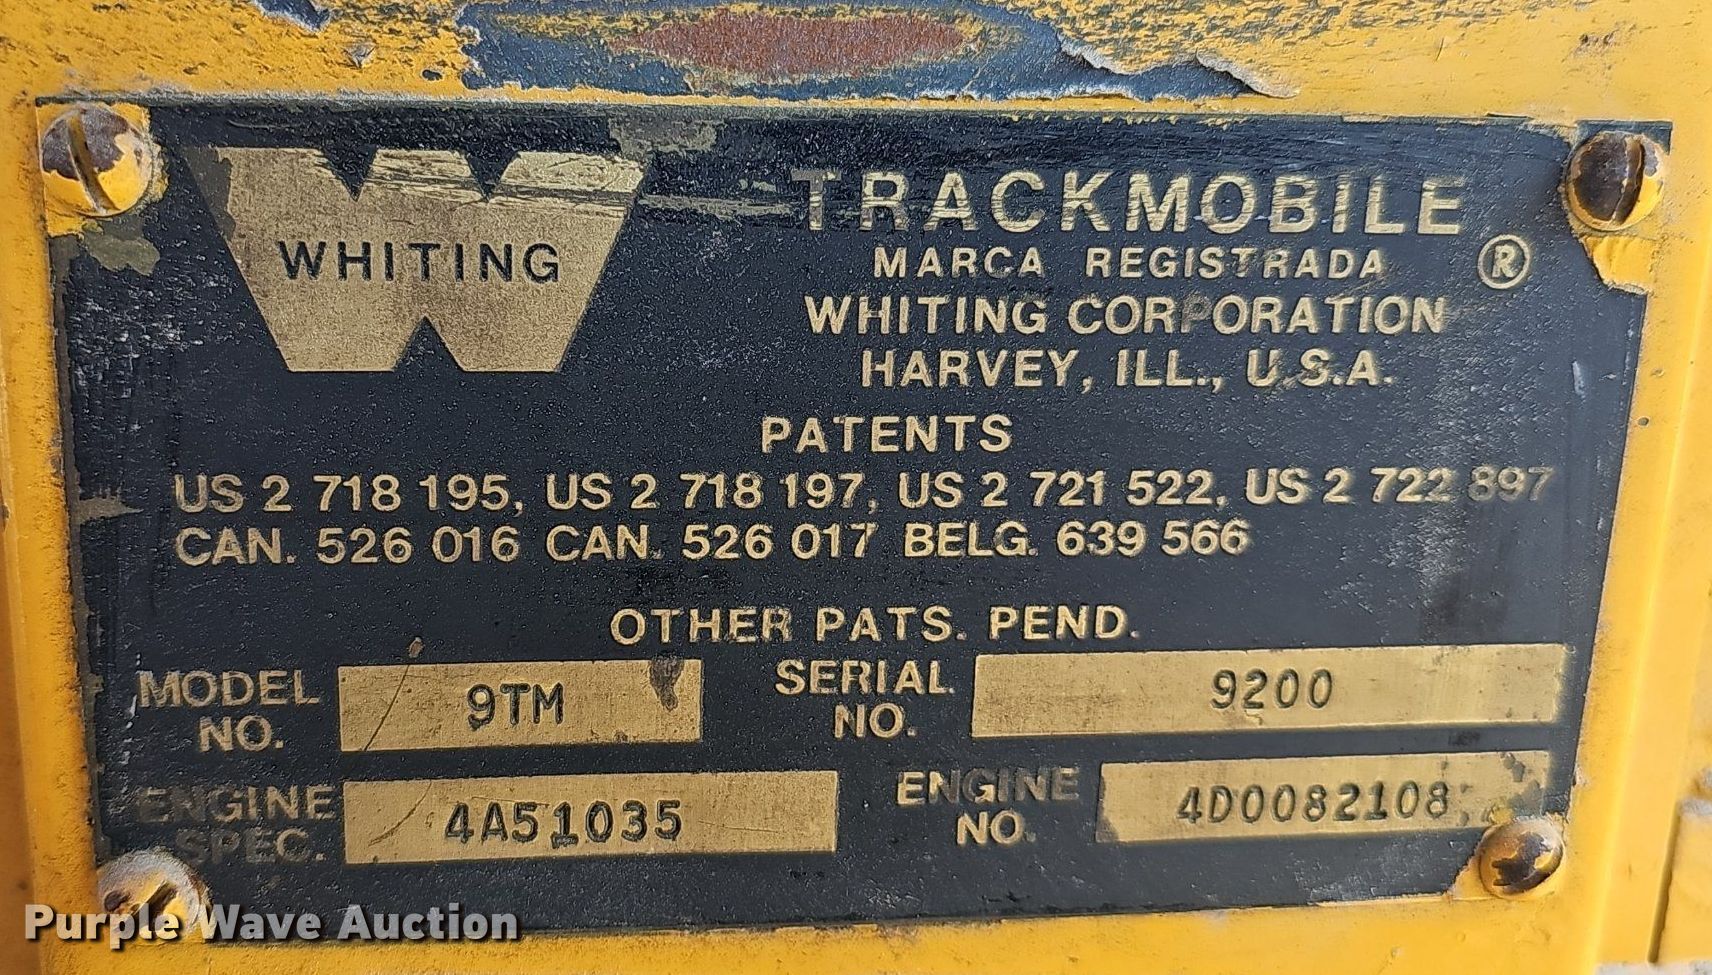 WHITING
TRACKMOBILE
MARCA REGISTRADA ®
WHITING CORPORATION
HARVEY, ILL., U.S.A.
PATENTS
US 2 718 195, US 2 718 197, US 2 721 522, US 2 722 897
CAN. 526 016 CAN. 526 017 BELG. 639 566
OTHER PATS. PEND.
MODEL NO. 9TM
SERIAL NO. 9200
ENGINE SPEC. 4A51035
ENGINE NO. 4D0082108
Purple Wave Auction